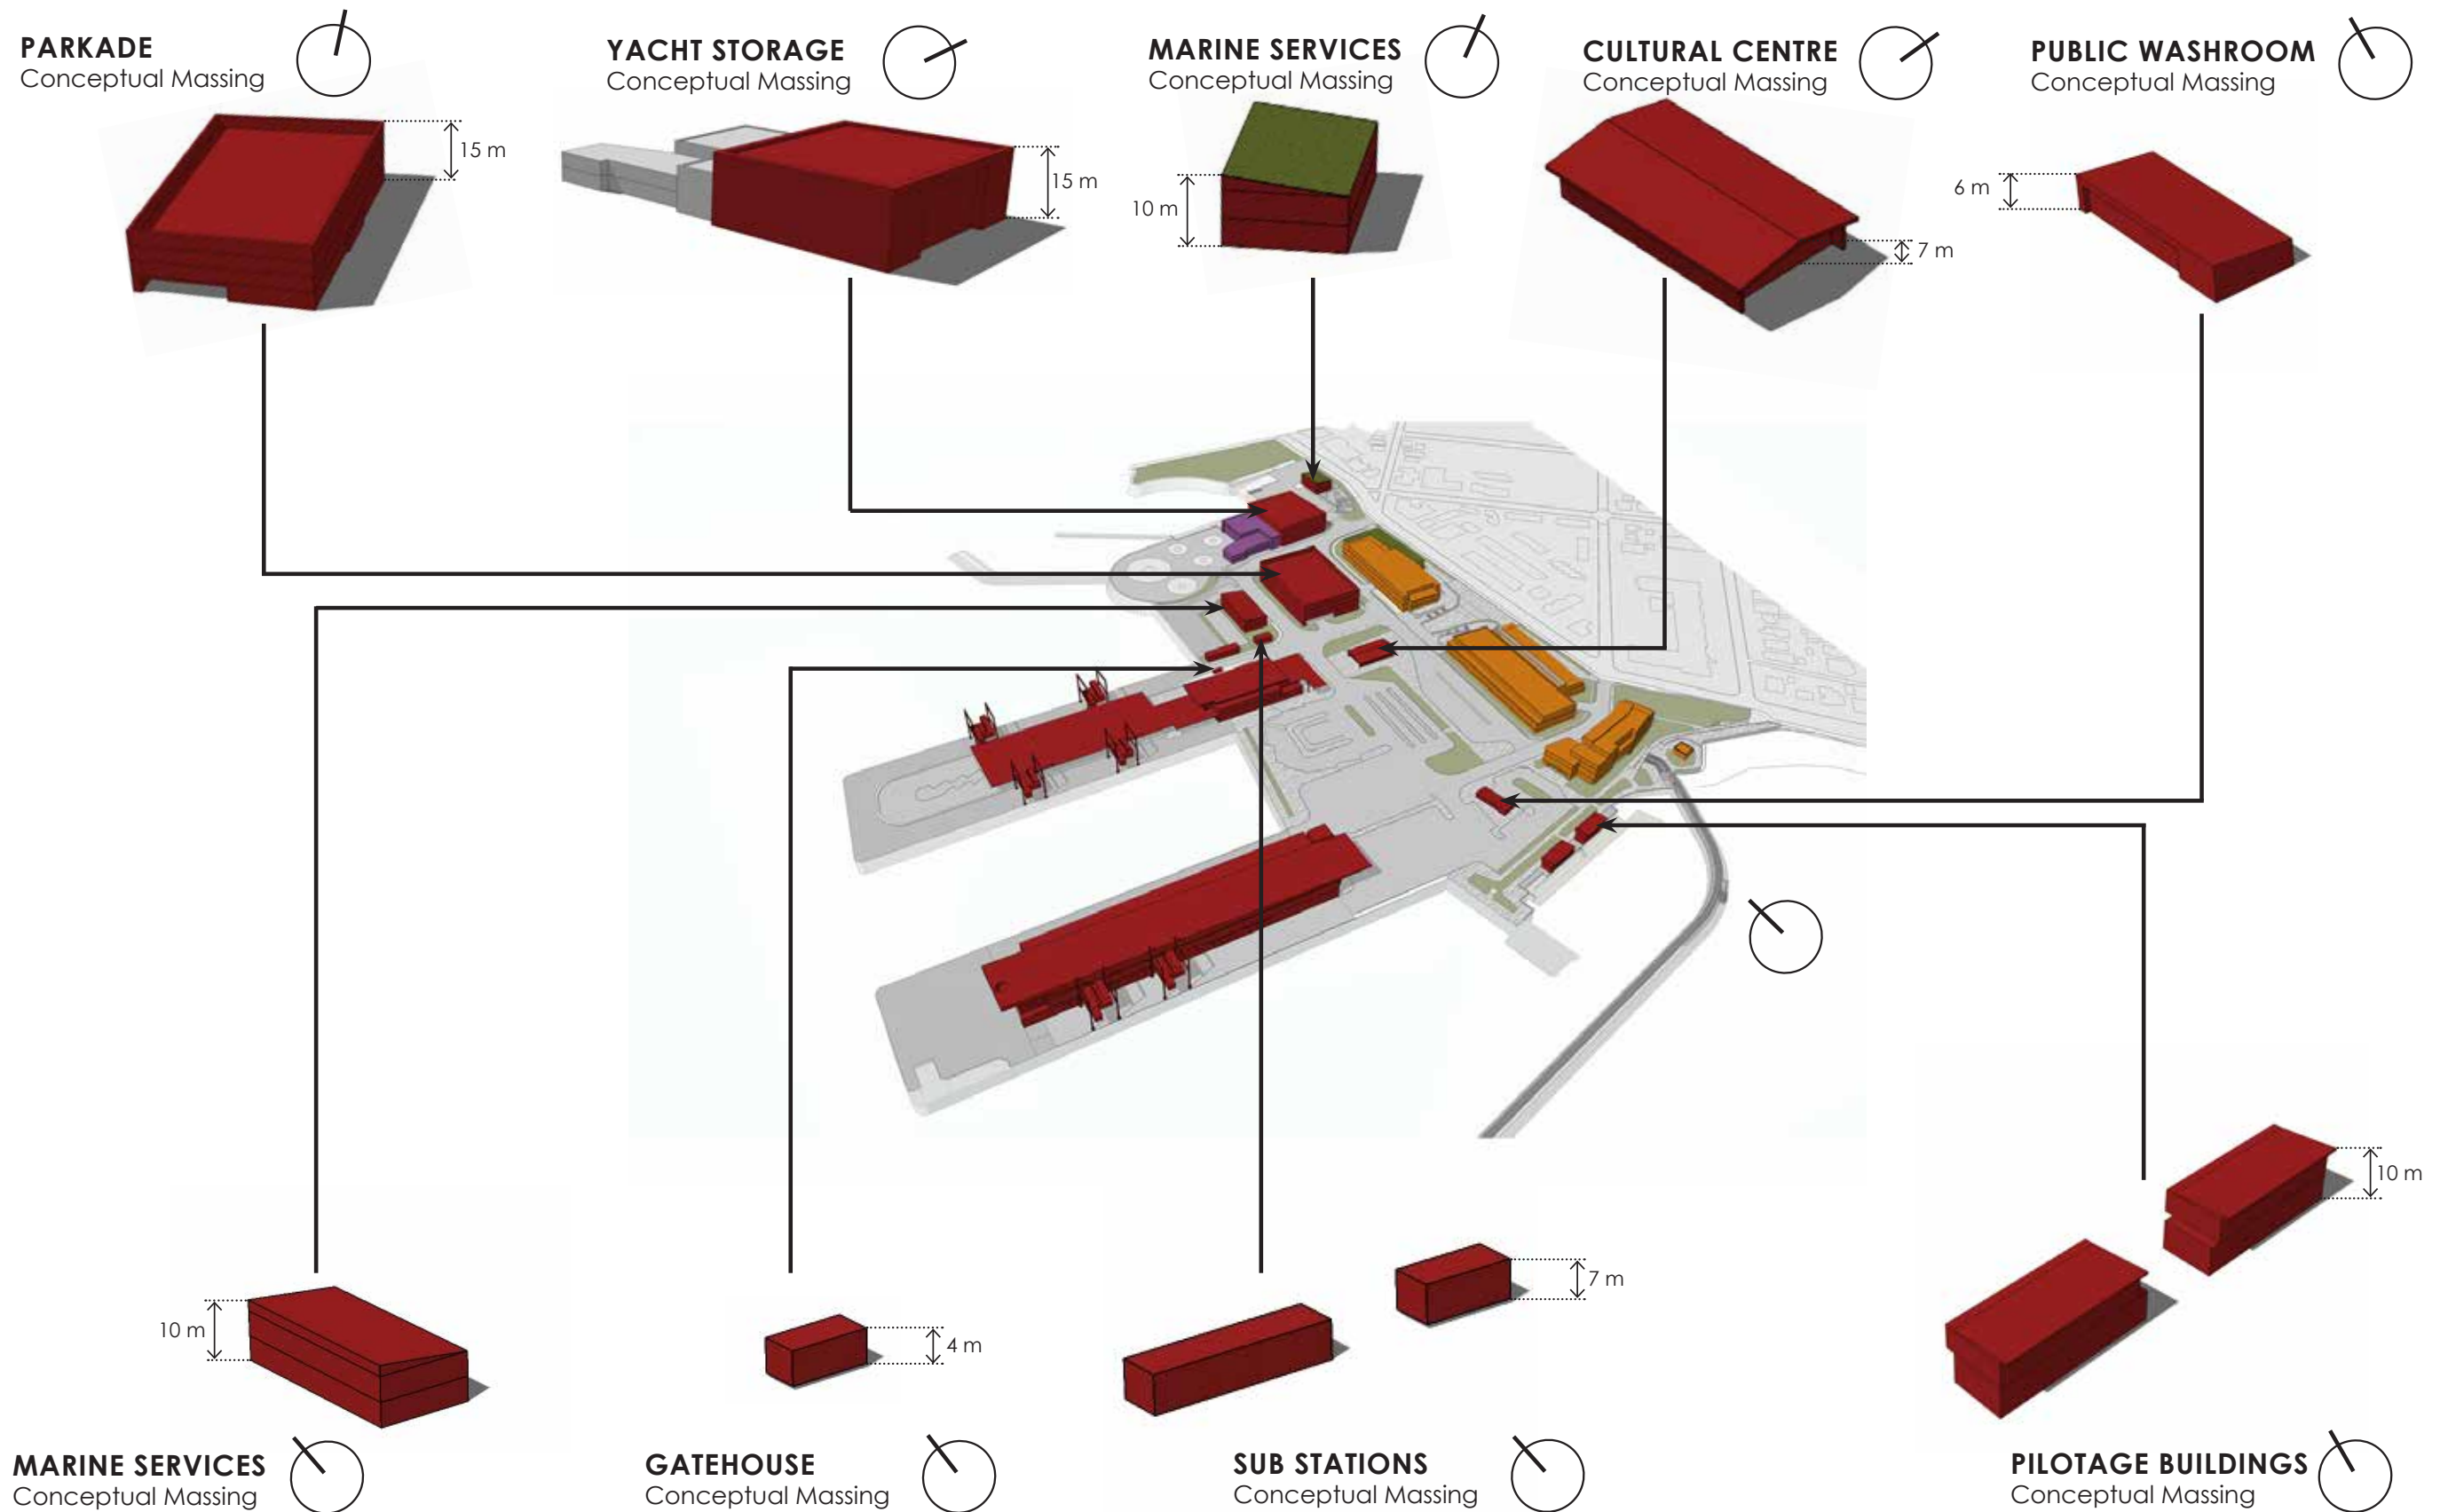 PARKADE
Conceptual Massing
YACHT STORAGE
Conceptual Massing
MARINE SERVICES
Conceptual Massing
CULTURAL CENTRE
Conceptual Massing
PUBLIC WASHROOM
Conceptual Massing
15 m
15 m
10 m
7 m
6 m
10 m
4 m
7 m
10 m
MARINE SERVICES
Conceptual Massing
GATEHOUSE
Conceptual Massing
SUB STATIONS
Conceptual Massing
PILOTAGE BUILDINGS
Conceptual Massing